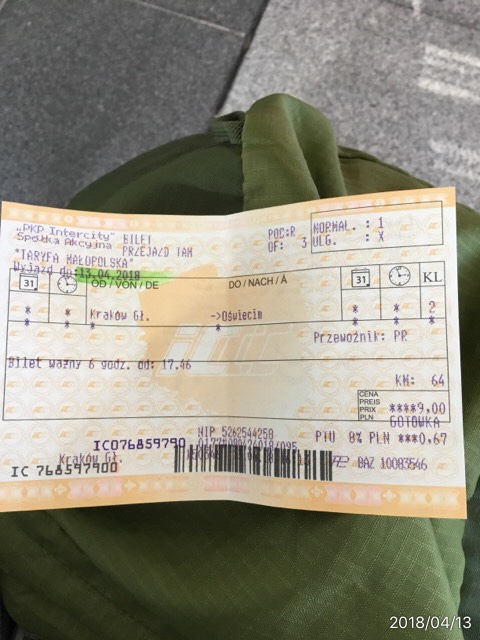 „PKP Intercity” BILET
Spółka Akcyjna PRZEJAZD TAM
POC:R NORMAL. : 1
OF: 3 ULG. : X
*TARYFA MAŁOPOLSKA*
Wyjazd do:13.04.2018
31 OD / VON / DE DO / NACH / À 31 KL
* * Kraków Gł. ->Oświęcim * * 2
* * * * * *
Przewoźnik: PR
Bilet ważny 6 godz. od: 17.46
KM: 64
CENA
PREIS
PRIX
PLN
****9,00
GOTÓWKA
NIP 5262544258 PTU 8% PLN ***0,67
IC076859790
Kraków Gł.
BAZ 10083546
IC 768597900
2018/04/13